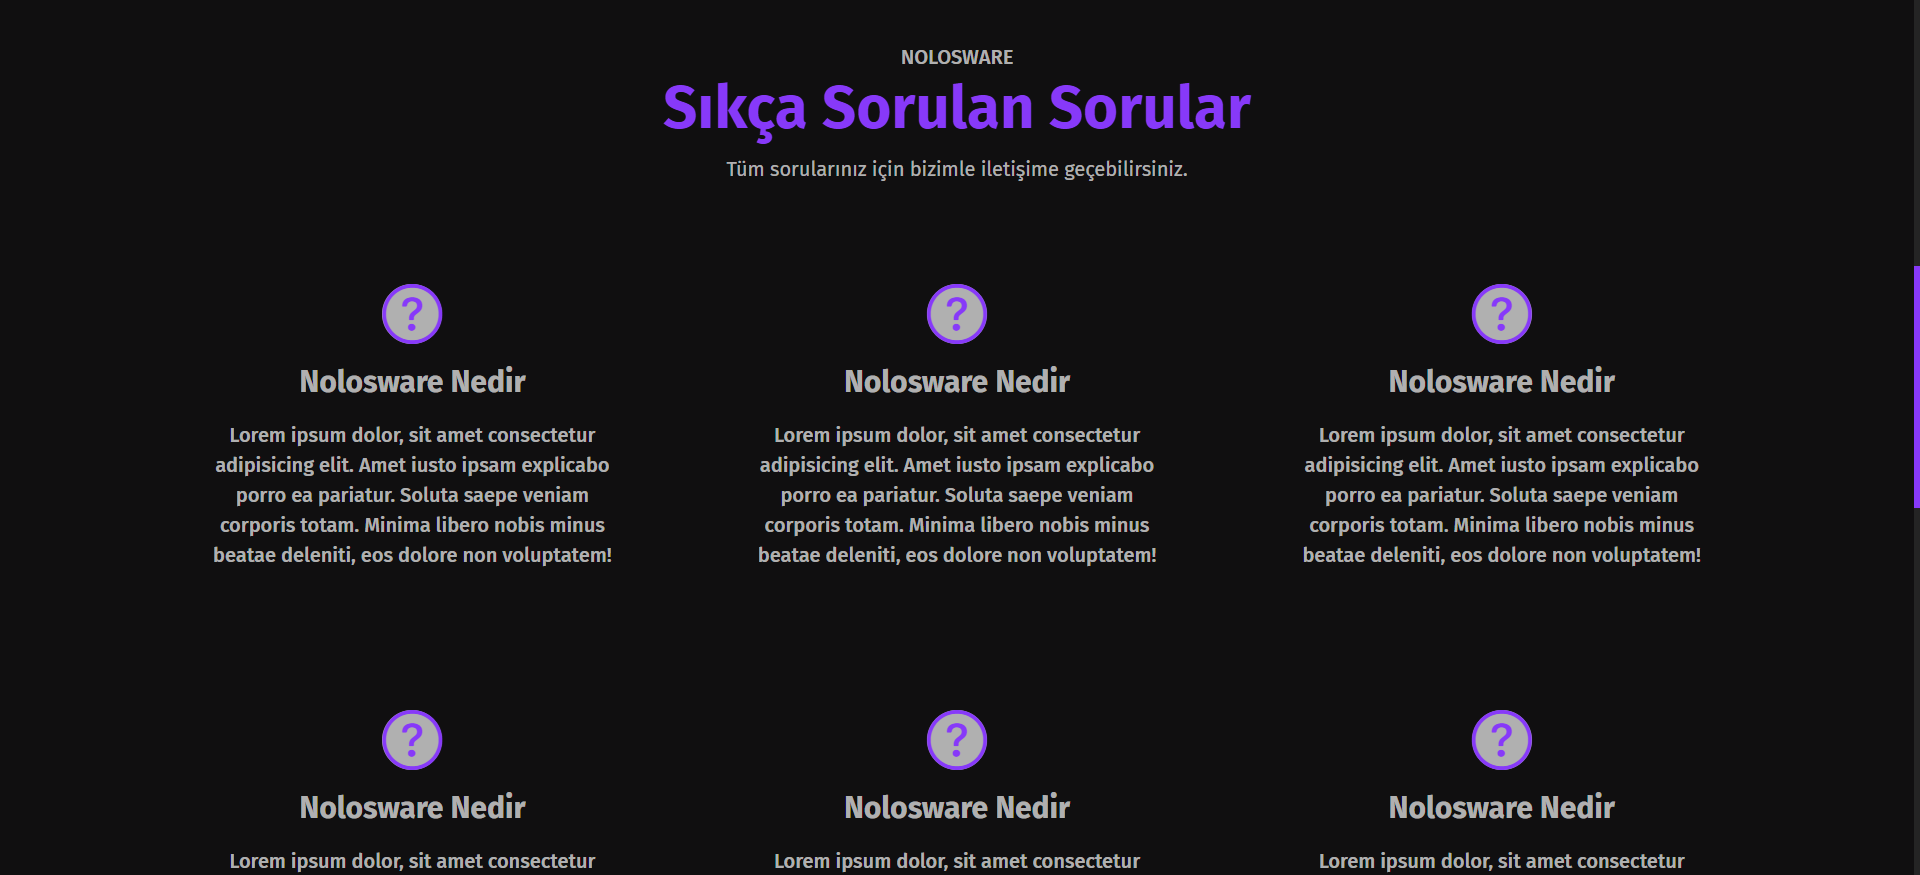 NOLOSWARE
Sıkça Sorulan Sorular
Tüm sorularınız için bizimle iletişime geçebilirsiniz.
? ? ?
Nolosware Nedir Nolosware Nedir Nolosware Nedir
Lorem ipsum dolor, sit amet consectetur
adipisicing elit. Amet iusto ipsam explicabo
porro ea pariatur. Soluta saepe veniam
corporis totam. Minima libero nobis minus
beatae deleniti, eos dolore non voluptatem!
Lorem ipsum dolor, sit amet consectetur
adipisicing elit. Amet iusto ipsam explicabo
porro ea pariatur. Soluta saepe veniam
corporis totam. Minima libero nobis minus
beatae deleniti, eos dolore non voluptatem!
Lorem ipsum dolor, sit amet consectetur
adipisicing elit. Amet iusto ipsam explicabo
porro ea pariatur. Soluta saepe veniam
corporis totam. Minima libero nobis minus
beatae deleniti, eos dolore non voluptatem!
? ? ?
Nolosware Nedir Nolosware Nedir Nolosware Nedir
Lorem ipsum dolor, sit amet consectetur
Lorem ipsum dolor, sit amet consectetur
Lorem ipsum dolor, sit amet consectetur